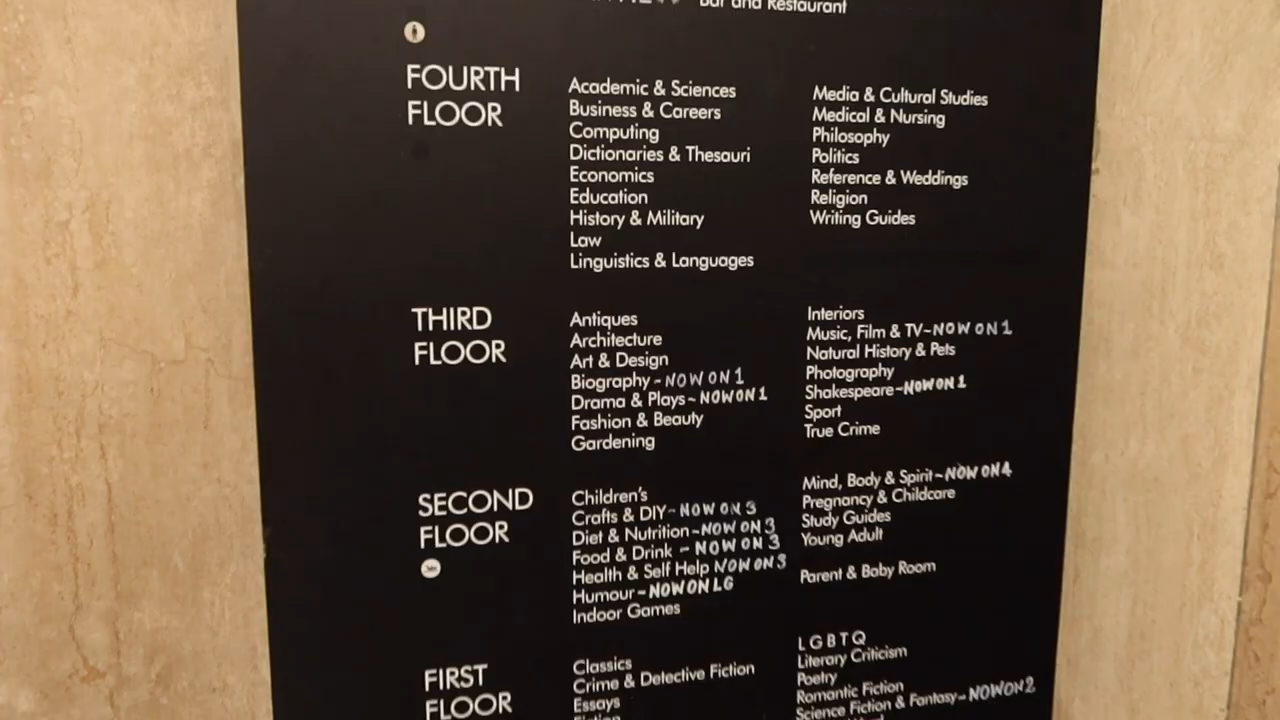 Bar and Restaurant
FOURTH
FLOOR
Academic & Sciences
Business & Careers
Computing
Dictionaries & Thesauri
Economics
Education
History & Military
Law
Linguistics & Languages
Media & Cultural Studies
Medical & Nursing
Philosophy
Politics
Reference & Weddings
Religion
Writing Guides
THIRD
FLOOR
Antiques
Architecture
Art & Design
Biography - NOW ON 1
Drama & Plays - NOW ON 1
Fashion & Beauty
Gardening
Interiors
Music, Film & TV - NOW ON 1
Natural History & Pets
Photography
Shakespeare - NOW ON 1
Sport
True Crime
SECOND
FLOOR
Children's
Crafts & DIY - NOW ON 3
Diet & Nutrition - NOW ON 3
Food & Drink - NOW ON 3
Health & Self Help NOW ON 3
Humour - NOW ON LG
Indoor Games
Mind, Body & Spirit - NOW ON 4
Pregnancy & Childcare
Study Guides
Young Adult
Parent & Baby Room
FIRST
FLOOR
Classics
Crime & Detective Fiction
Essays
LGBTQ
Literary Criticism
Poetry
Romantic Fiction
Science Fiction & Fantasy - NOW ON 2